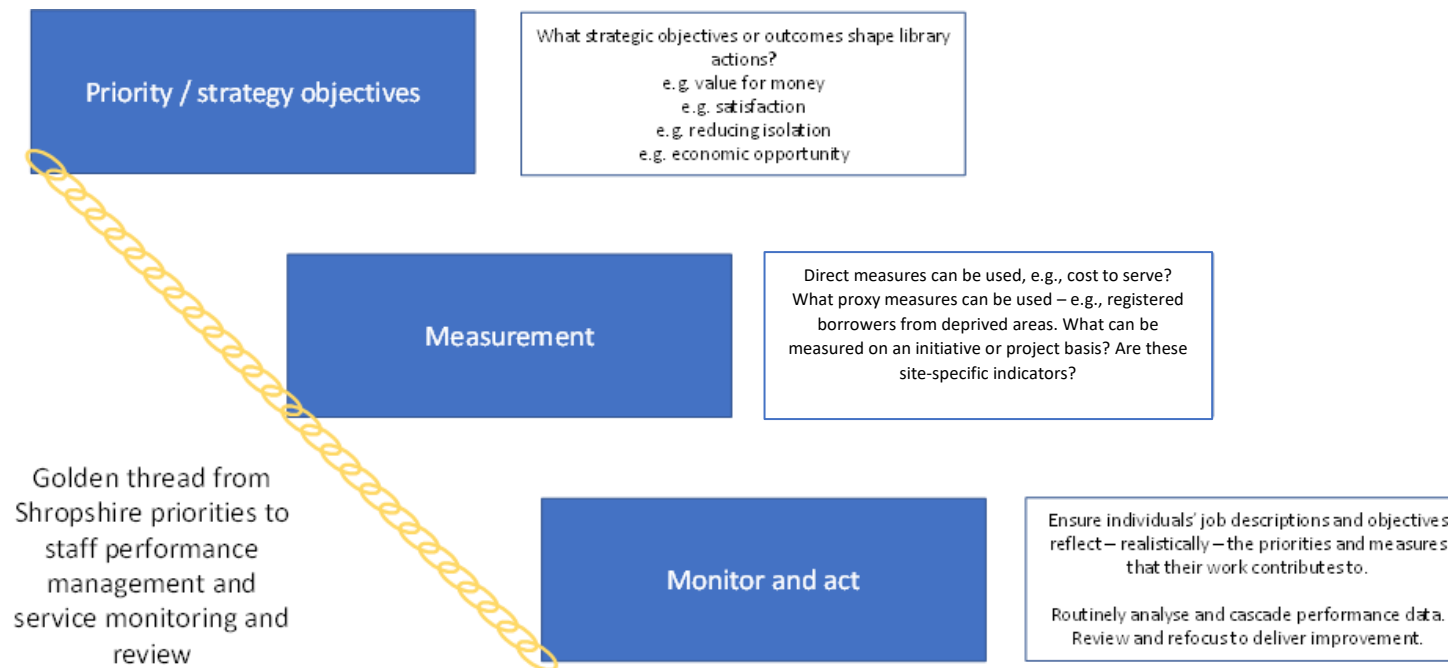 Priority / strategy objectives
What strategic objectives or outcomes shape library
actions?
e.g. value for money
e.g. satisfaction
e.g. reducing isolation
e.g. economic opportunity
Measurement
Direct measures can be used, e.g., cost to serve?
What proxy measures can be used – e.g., registered
borrowers from deprived areas. What can be
measured on an initiative or project basis? Are these
site-specific indicators?
Golden thread from
Shropshire priorities to
staff performance
management and
service monitoring and
review
Monitor and act
Ensure individuals’ job descriptions and objectives
reflect – realistically – the priorities and measures
that their work contributes to.
Routinely analyse and cascade performance data.
Review and refocus to deliver improvement.